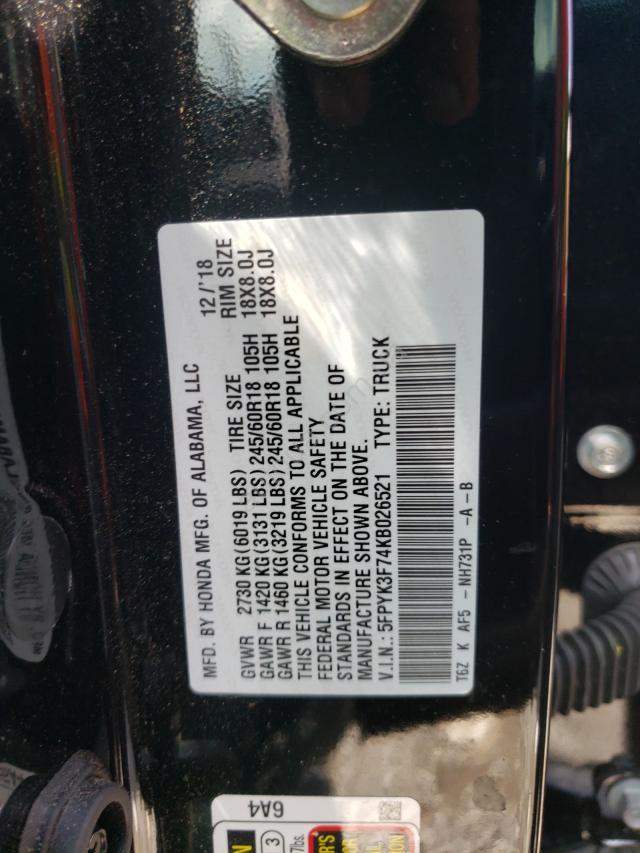 MFD. BY HONDA MFG. OF ALABAMA, LLC 12/'18
GVWR 2730 KG(6019 LBS) TIRE SIZE RIM SIZE
GAWR F 1420 KG(3131 LBS) 245/60R18 105H 18X8.0J
GAWR R 1460 KG(3219 LBS) 245/60R18 105H 18X8.0J
THIS VEHICLE CONFORMS TO ALL APPLICABLE
FEDERAL MOTOR VEHICLE SAFETY
STANDARDS IN EFFECT ON THE DATE OF
MANUFACTURE SHOWN ABOVE.
V.I.N.: 5FPYK3F74KB026521 TYPE: TRUCK
T6Z K AF5 -NH731P -A-B
6A4
3